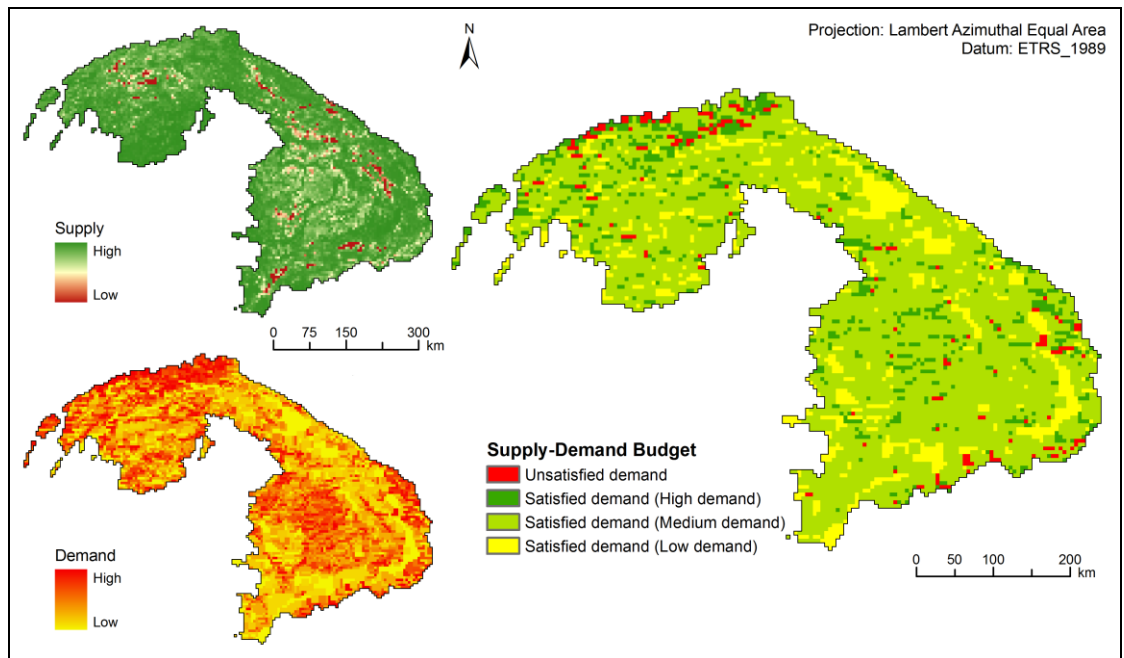 N
Projection: Lambert Azimuthal Equal Area
Datum: ETRS_1989
Supply
High
Low
0 75 150 300
km
Demand
High
Low
Supply-Demand Budget
Unsatisfied demand
Satisfied demand (High demand)
Satisfied demand (Medium demand)
Satisfied demand (Low demand)
0 50 100 200
km